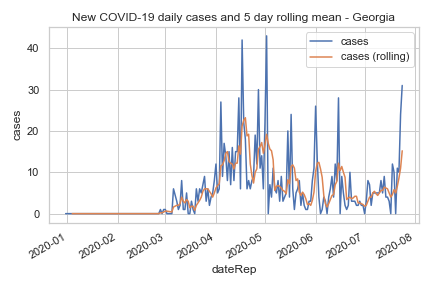 New COVID-19 daily cases and 5 day rolling mean - Georgia
cases
cases (rolling)
cases
40
30
20
10
0
2020-01
2020-02
2020-03
2020-04
2020-05
2020-06
2020-07
2020-08
dateRep